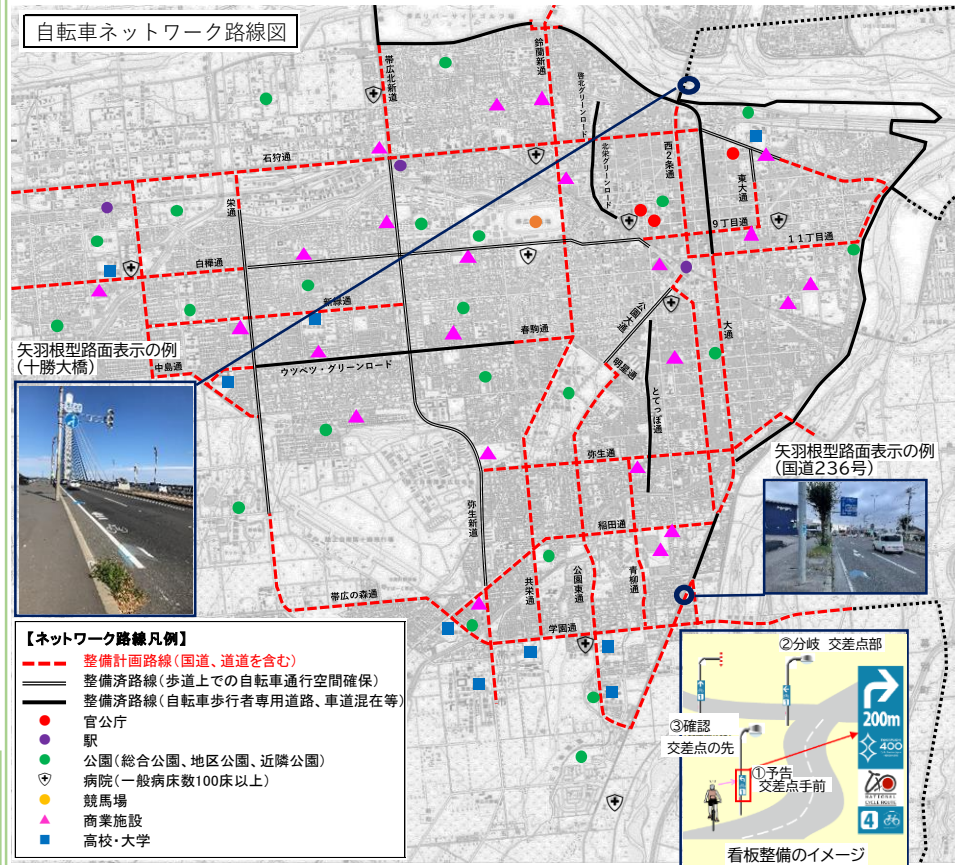 自転車ネットワーク路線図
帯広北新道
鈴蘭新通
啓北グリーンロード
北栄グリーンロード
西2条通
石狩通
東大通
栄通
9丁目通
11丁目通
白樺通
新緑通
公園大通
大通
春駒通
明星通
中島通
ウツベツ・グリーンロード
とてっぽ通
矢羽根型路面表示の例
(十勝大橋)
弥生通
矢羽根型路面表示の例
(国道236号)
弥生新道
稲田通
共栄通
公園東通
青柳通
帯広の森通
学園通
【ネットワーク路線凡例】
整備計画路線(国道、道道を含む)
整備済路線(歩道上での自転車通行空間確保)
整備済路線(自転車歩行者専用道路、車道混在等)
官公庁
駅
公園(総合公園、地区公園、近隣公園)
病院(一般病床数100床以上)
競馬場
商業施設
高校・大学
②分岐 交差点部
③確認
交差点の先
①予告
交差点手前
200m
400
NATIONAL
CYCLE ROUTE
4
看板整備のイメージ